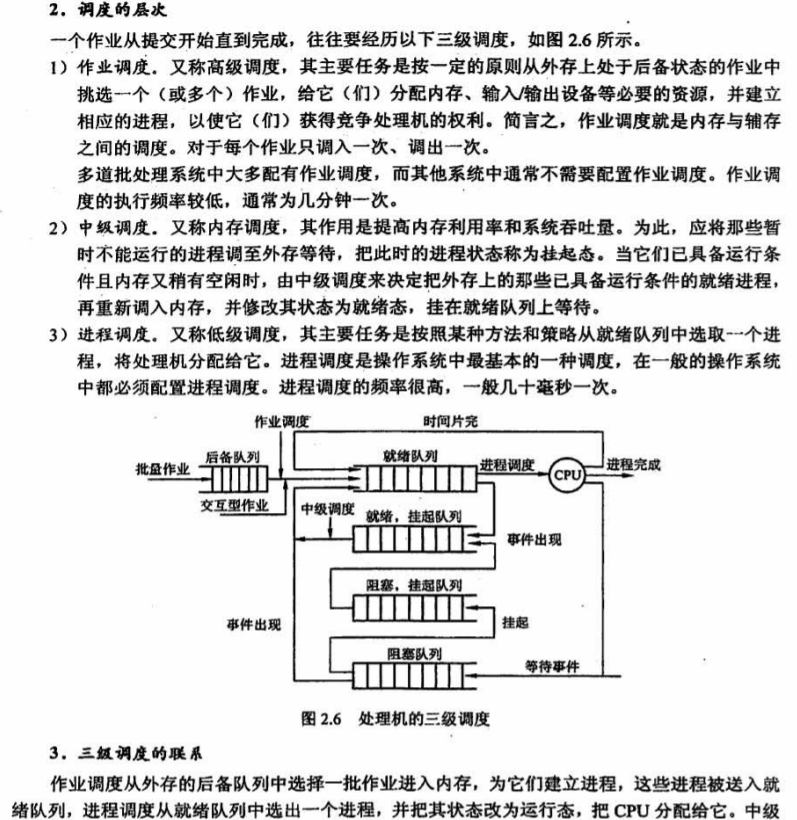 2．调度的层次
一个作业从提交开始直到完成，往往要经历以下三级调度，如图 2.6 所示。
1）作业调度．又称高级调度，其主要任务是按一定的原则从外存上处于后备状态的作业中
挑选一个（或多个）作业，给它（们）分配内存、输入/输出设备等必要的资源，并建立
相应的进程，以使它（们）获得竞争处理机的权利。简言之，作业调度就是内存与辅存
之间的调度。对于每个作业只调入一次、调出一次。
多道批处理系统中大多配有作业调度，而其他系统中通常不需要配置作业调度。作业调
度的执行频率较低，通常为几分钟一次。
2）中级调度．又称内存调度，其作用是提高内存利用率和系统吞吐量。为此，应将那些暂
时不能运行的进程调至外存等待，把此时的进程状态称为挂起态。当它们已具备运行条
件且内存又稍有空闲时，由中级调度来决定把外存上的那些已具备运行条件的就绪进程，
再重新调入内存，并修改其状态为就绪态，挂在就绪队列上等待。
3）进程调度．又称低级调度，其主要任务是按照某种方法和策略从就绪队列中选取一个进
程，将处理机分配给它。进程调度是操作系统中最基本的一种调度，在一般的操作系统
中都必须配置进程调度。进程调度的频率很高，一般几十毫秒一次。
作业调度
时间片完
后备队列
就绪队列
批量作业
进程调度
CPU
进程完成
交互型作业
中级调度
就绪，挂起队列
事件出现
阻塞，挂起队列
事件出现
挂起
阻塞队列
等待事件
图 2.6 处理机的三级调度
3．三级调度的联系
作业调度从外存的后备队列中选择一批作业进入内存，为它们建立进程，这些进程被送入就
绪队列，进程调度从就绪队列中选出一个进程，并把其状态改为运行态，把 CPU 分配给它。中级